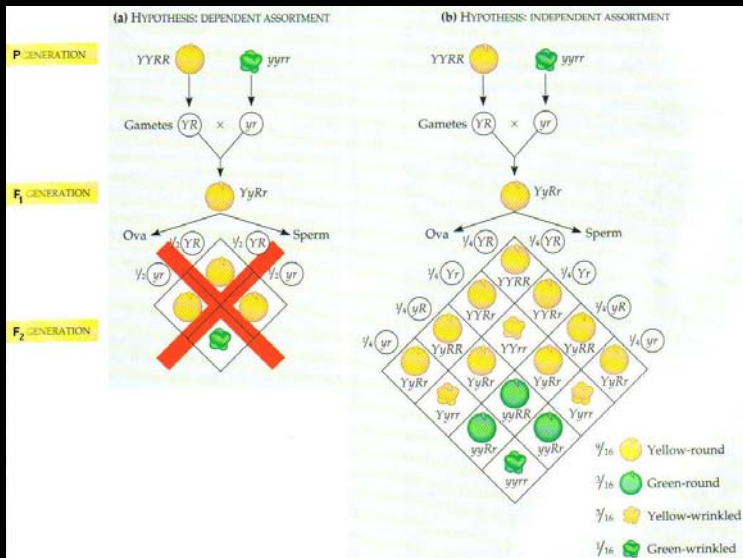 (a) HYPOTHESIS: DEPENDENT ASSORTMENT
(b) HYPOTHESIS: INDEPENDENT ASSORTMENT
P GENERATION
YYRR yyrr
YYRR yyrr
Gametes YR × yr
Gametes YR × yr
F1 GENERATION
YyRr
YyRr
Ova Sperm
Ova Sperm
1/2 YR 1/2 YR
1/2 yr 1/2 yr
1/4 YR 1/4 YR
1/4 Yr 1/4 Yr
1/4 yR 1/4 yR
1/4 yr 1/4 yr
F2 GENERATION
YYRR
YYRr YYRr
YyRR YYrr YyRR
YyRr YyRr YyRr YyRr
Yyrr yyRR Yyrr
yyRr yyRr
yyrr
9/16 Yellow-round
3/16 Green-round
3/16 Yellow-wrinkled
1/16 Green-wrinkled